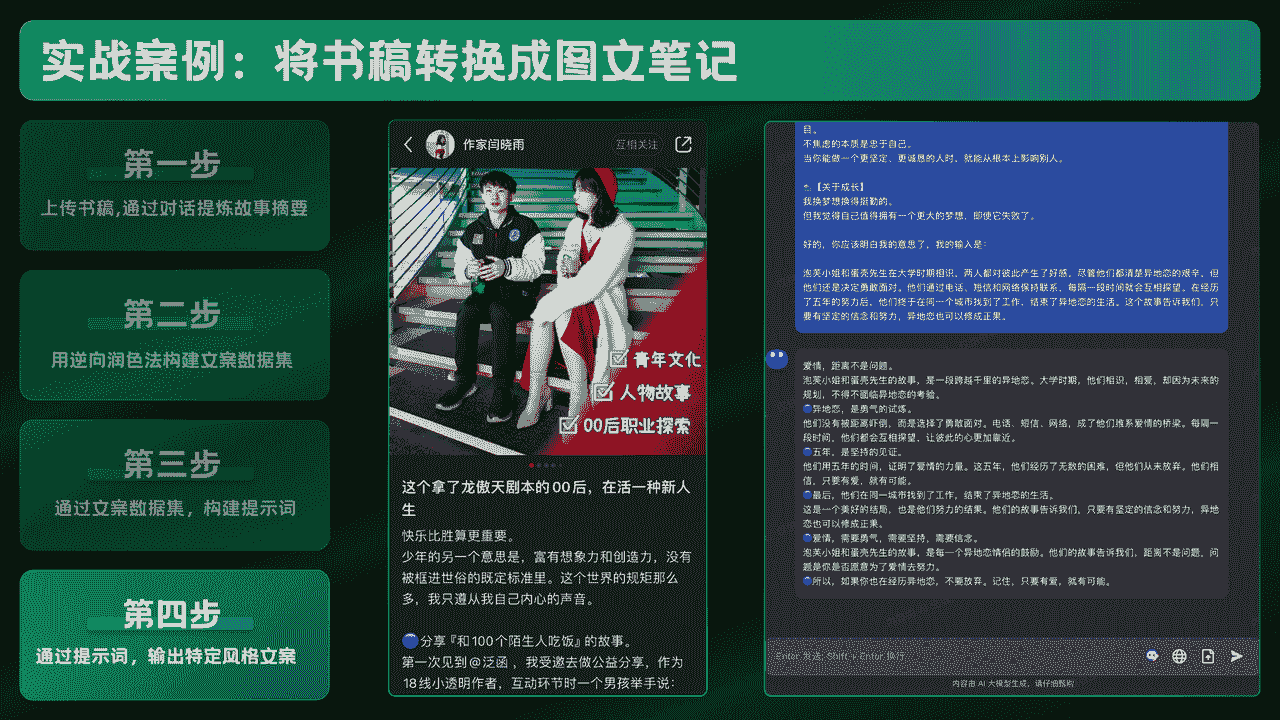 实战案例：将书稿转换成图文笔记
第一步
上传书稿,通过对话提炼故事摘要
第二步
用逆向润色法构建文案数据集
第三步
通过文案数据集，构建提示词
第四步
通过提示词，输出特定风格文案
作家闫晓雨
互相关注
青年文化
人物故事
00后职业探索
这个拿了龙傲天剧本的00后，在活一种新人
生
快乐比胜算更重要。
少年的另一个意思是，富有想象力和创造力，没有
被框进世俗的既定标准里。这个世界的规矩那么
多，我只遵从我自己内心的声音。
分享『和100个陌生人吃饭』的故事。
第一次见到@泛函，我受邀去做公益分享，作为
18线小透明作者，互动环节时一个男孩举手说：
目。
不焦虑的本质是忠于自己。
当你能做一个更坚定、更诚恳的人时，就能从根本上影响别人。
【关于成长】
我换梦想换得挺勤的。
但我觉得自己值得拥有一个更大的梦想，即使它失败了。
好的，你应该明白我的意思了，我的输入是：
泡芙小姐和蛋壳先生在大学时期相识，两人都对彼此产生了好感。尽管他们都清楚异地恋的艰辛，但
他们还是决定勇敢面对。他们通过电话、短信和网络保持联系，每隔一段时间就会互相探望。在经历
了五年的努力后，他们终于在同一个城市找到了工作，结束了异地恋的生活。这个故事告诉我们，只
要有坚定的信念和努力，异地恋也可以修成正果。
爱情，距离不是问题。
泡芙小姐和蛋壳先生的故事，是一段跨越千里的异地恋。大学时期，他们相识，相爱，却因为未来的
规划，不得不面临异地恋的考验。
异地恋，是勇气的试炼。
他们没有被距离吓倒，而是选择了勇敢面对。电话、短信、网络，成了他们维系爱情的桥梁。每隔一
段时间，他们都会互相探望，让彼此的心更加靠近。
五年，是坚持的见证。
他们用五年的时间，证明了爱情的力量。这五年，他们经历了无数的困难，但他们从未放弃。他们相
信，只要有爱，就有可能。
最后，他们在同一城市找到了工作，结束了异地恋的生活。
这是一个美好的结局，也是他们努力的结果。他们的故事告诉我们，只要有坚定的信念和努力，异地
恋也可以修成正果。
爱情，需要勇气，需要坚持，需要信念。
泡芙小姐和蛋壳先生的故事，是每一个异地恋情侣的鼓励。他们的故事告诉我们，距离不是问题，问
题是你是否愿意为了爱情去努力。
所以，如果你也在经历异地恋，不要放弃。记住，只要有爱，就有可能。
Enter 发送, Shift + Enter 换行
内容由 AI 大模型生成，请仔细甄别